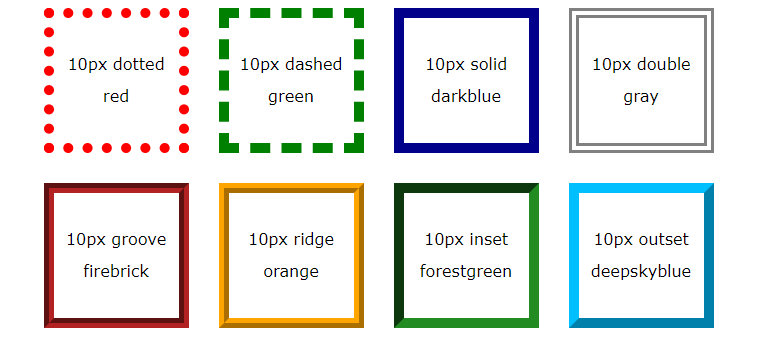 10px dotted
red
10px dashed
green
10px solid
darkblue
10px double
gray
10px groove
firebrick
10px ridge
orange
10px inset
forestgreen
10px outset
deepskyblue